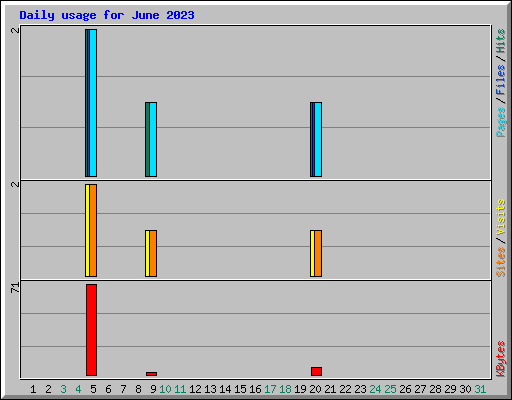 Daily usage for June 2023
2
Pages/Files/Hits
2
Sites/Visits
71
KBytes
1 2 3 4 5 6 7 8 9 10 11 12 13 14 15 16 17 18 19 20 21 22 23 24 25 26 27 28 29 30 31